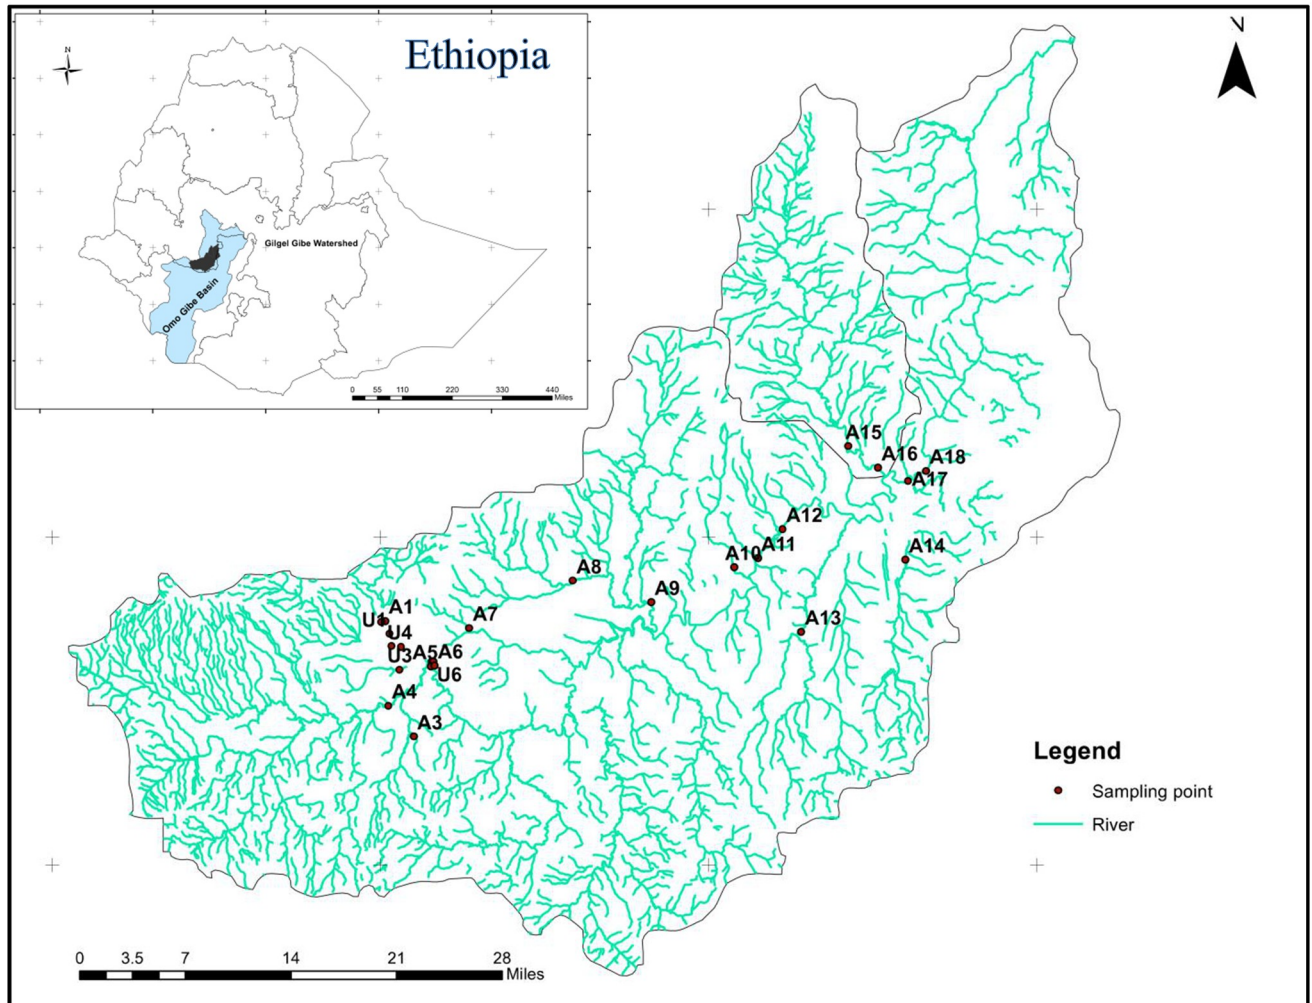 N
Ethiopia
Gilgel Gibe Watershed
Omo Gibe Basin
0 55 110 220 330 440
Miles
N
A15
A16
A18
A17
A12
A14
A11
A10
A8
A9
A13
A1
U1
A7
U4
A5
A6
U3
U6
A4
A3
Legend
Sampling point
River
0 3.5 7 14 21 28
Miles